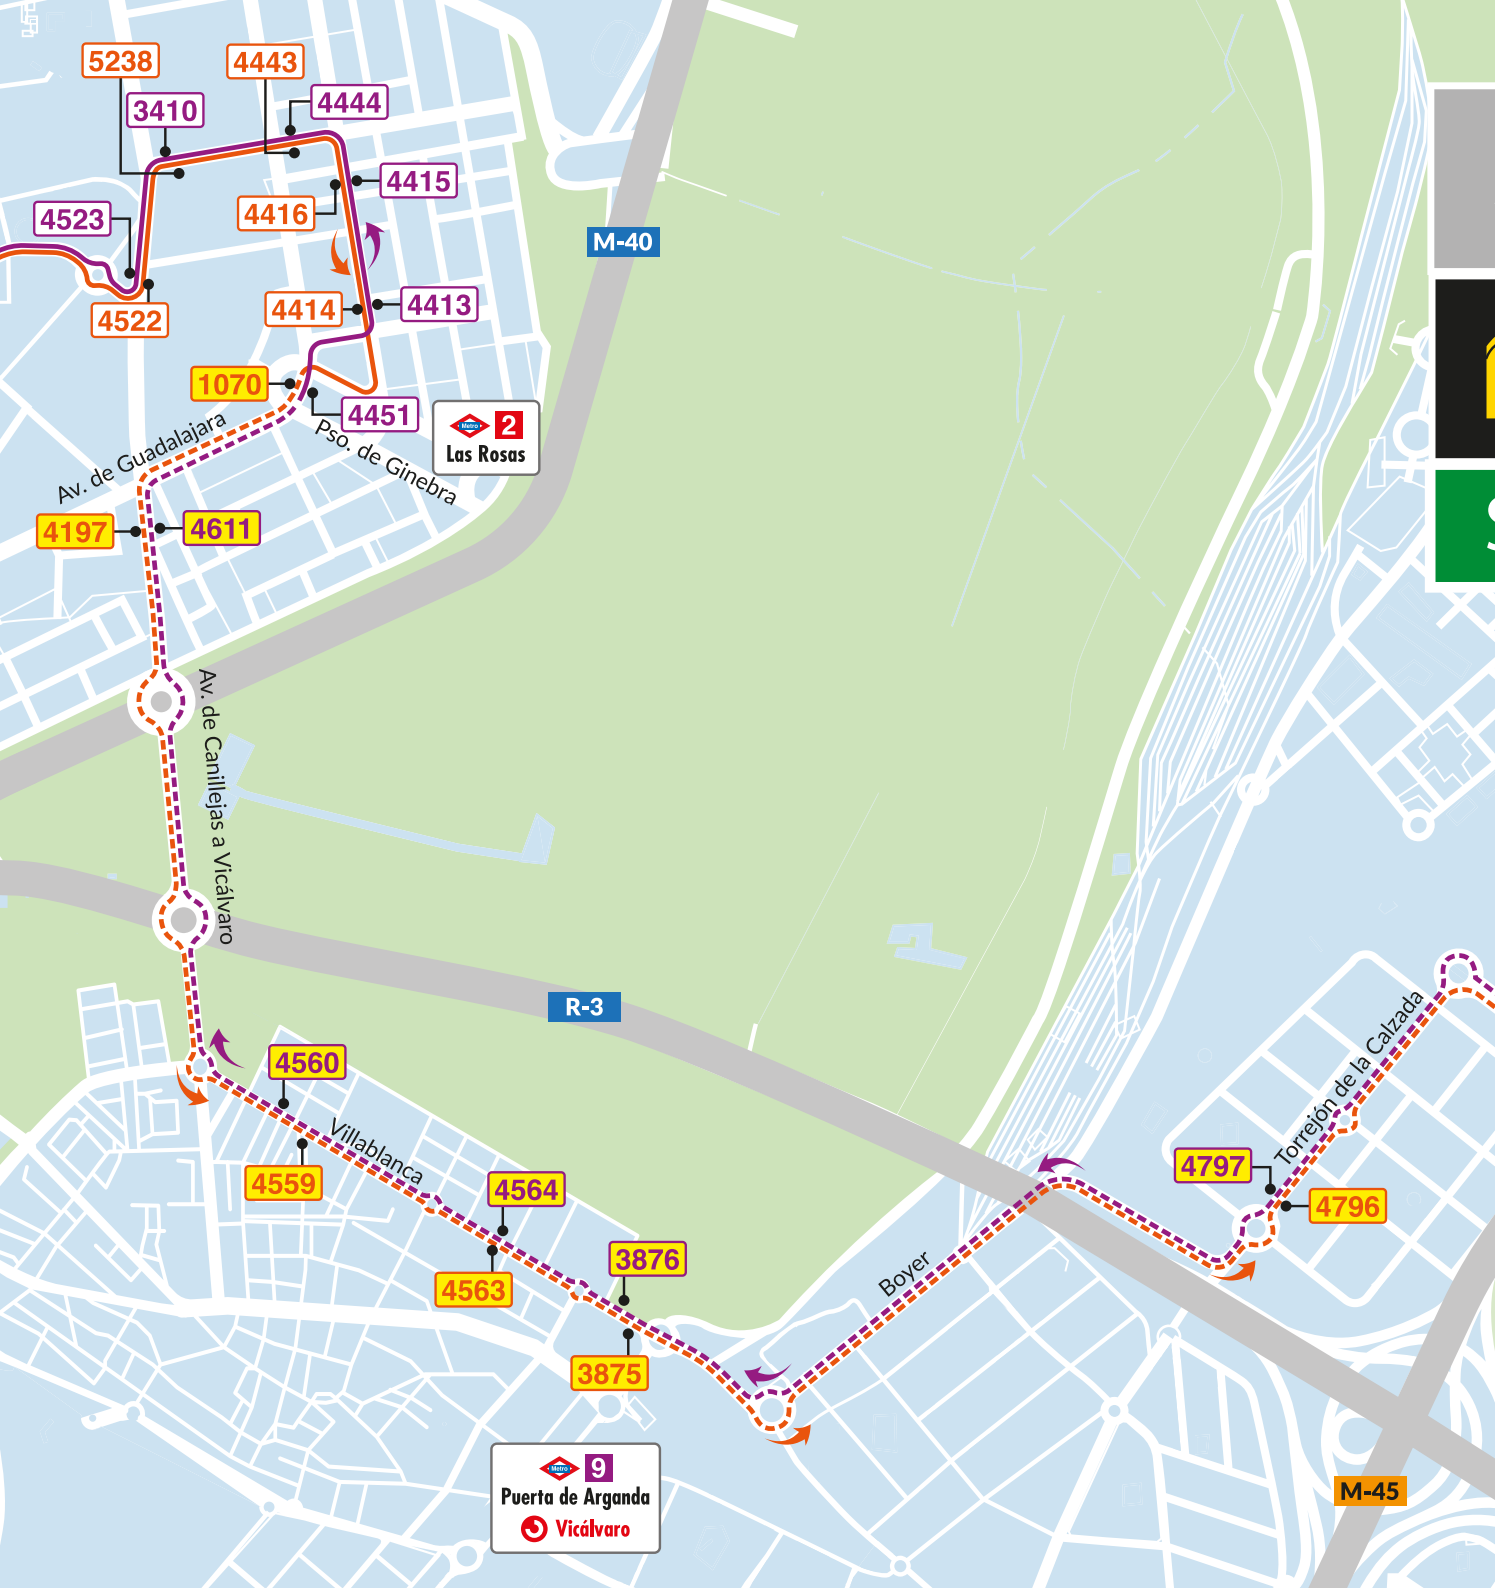 5238
4443
3410
4444
4415
4416
4523
M-40
4414
4413
4522
1070
4451
2
Metro
Las Rosas
Av. de Guadalajara
Pso. de Ginebra
4197
4611
S
Av. de Canillejas a Vicálvaro
R-3
4560
Villablanca
4559
4564
4563
3876
3875
Boyer
Torrejón de la Calzada
4797
4796
Metro
9
Puerta de Arganda
Vicálvaro
M-45